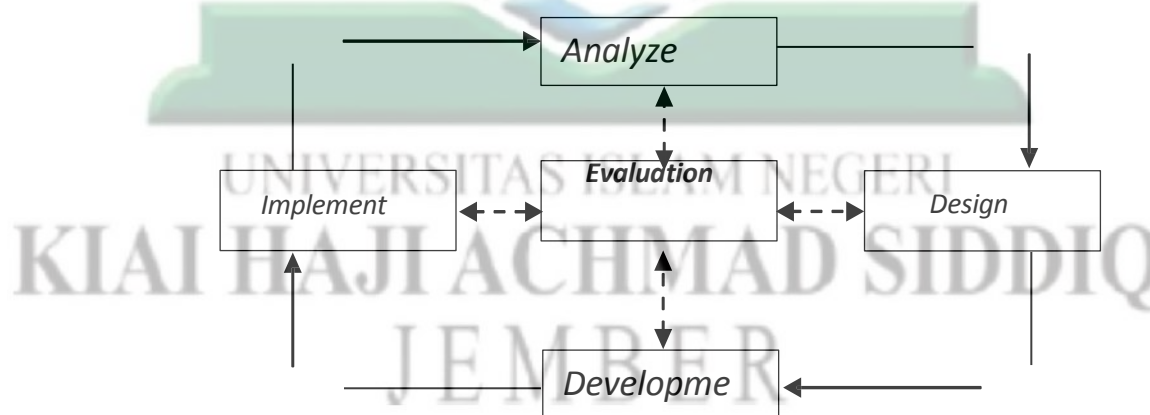 Analyze
UNIVERSITAS ISLAM NEGERI
Evaluation
Implement
Design
KIAI HAJI ACHMAD SIDDIQ
JEMBER
Developme